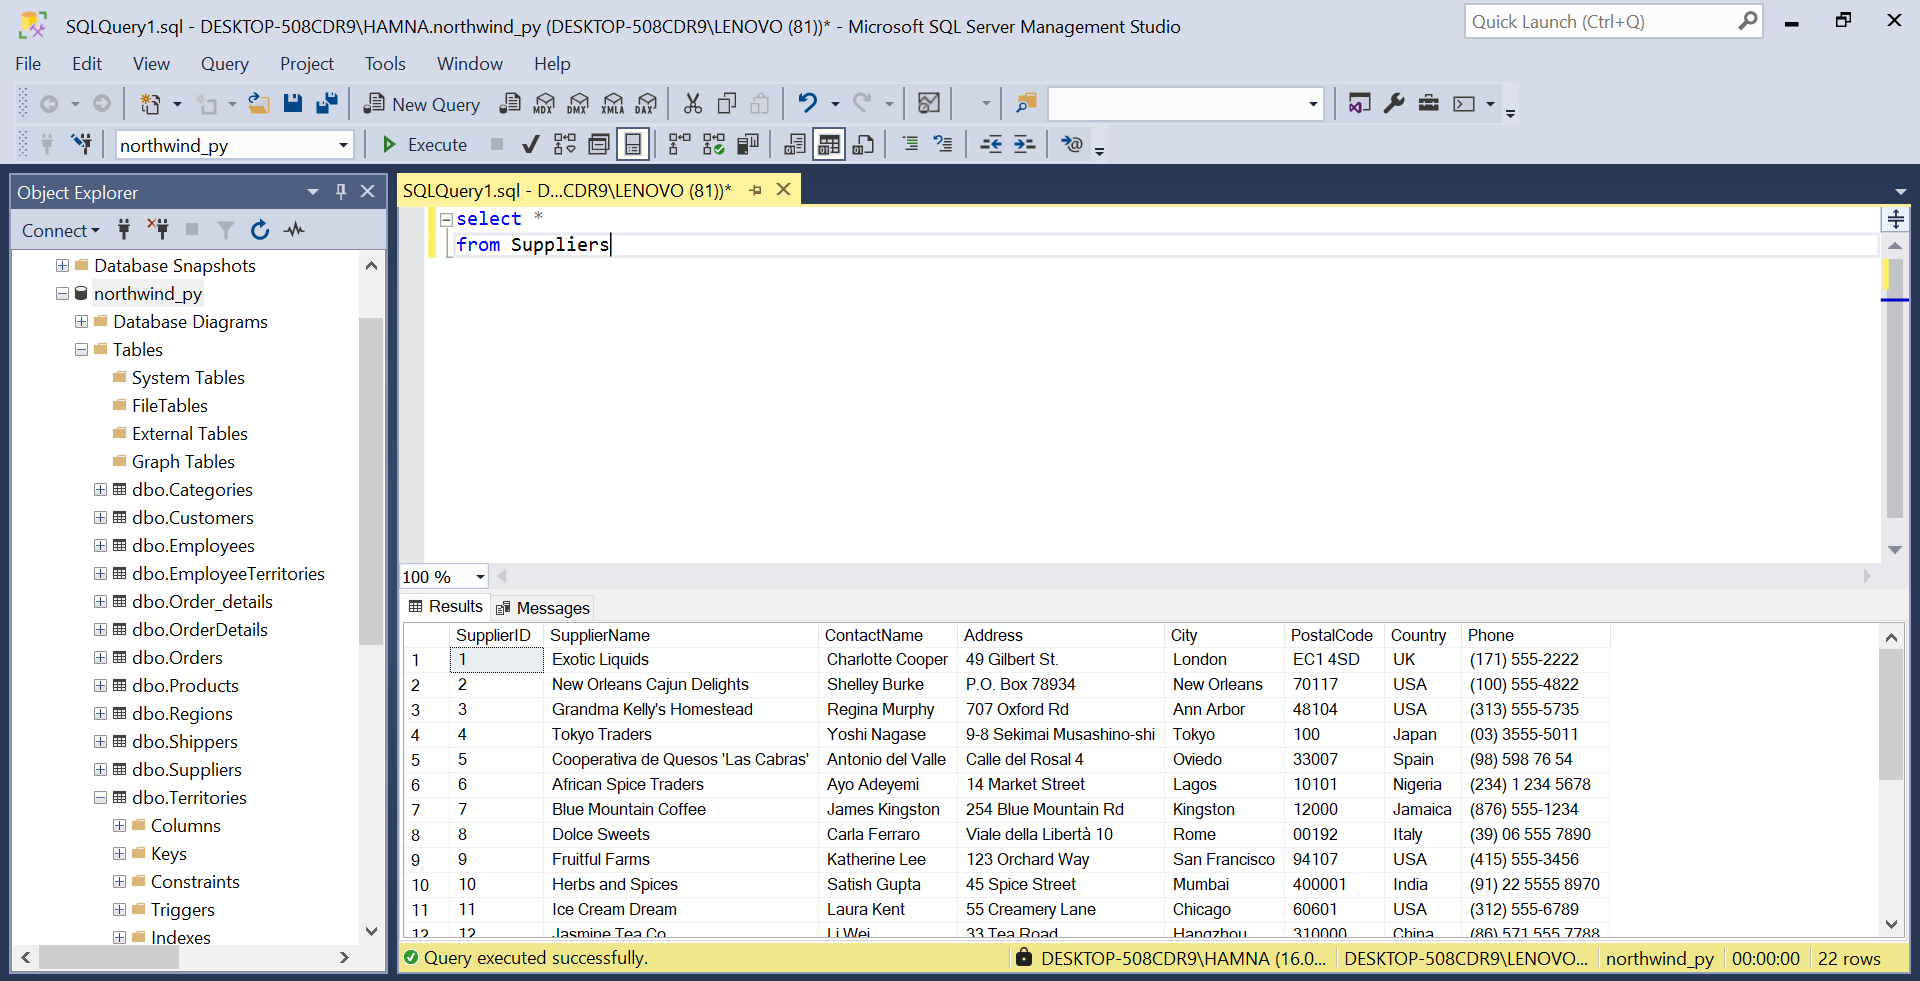 SQLQuery1.sql - DESKTOP-508CDR9\HAMNA.northwind_py (DESKTOP-508CDR9\LENOVO (81))* - Microsoft SQL Server Management Studio
Quick Launch (Ctrl+Q)
File Edit View Query Project Tools Window Help
New Query MDX DMX XMLA DAX
northwind_py Execute
Object Explorer
Connect
Database Snapshots
northwind_py
Database Diagrams
Tables
System Tables
FileTables
External Tables
Graph Tables
dbo.Categories
dbo.Customers
dbo.Employees
dbo.EmployeeTerritories
dbo.Order_details
dbo.OrderDetails
dbo.Orders
dbo.Products
dbo.Regions
dbo.Shippers
dbo.Suppliers
dbo.Territories
Columns
Keys
Constraints
Triggers
Indexes
SQLQuery1.sql - D...CDR9\LENOVO (81))*
select *
from Suppliers
100 %
Results Messages
SupplierID SupplierName ContactName Address City PostalCode Country Phone
1 1 Exotic Liquids Charlotte Cooper 49 Gilbert St. London EC1 4SD UK (171) 555-2222
2 2 New Orleans Cajun Delights Shelley Burke P.O. Box 78934 New Orleans 70117 USA (100) 555-4822
3 3 Grandma Kelly's Homestead Regina Murphy 707 Oxford Rd Ann Arbor 48104 USA (313) 555-5735
4 4 Tokyo Traders Yoshi Nagase 9-8 Sekimai Musashino-shi Tokyo 100 Japan (03) 3555-5011
5 5 Cooperativa de Quesos 'Las Cabras' Antonio del Valle Calle del Rosal 4 Oviedo 33007 Spain (98) 598 76 54
6 6 African Spice Traders Ayo Adeyemi 14 Market Street Lagos 10101 Nigeria (234) 1 234 5678
7 7 Blue Mountain Coffee James Kingston 254 Blue Mountain Rd Kingston 12000 Jamaica (876) 555-1234
8 8 Dolce Sweets Carla Ferraro Viale della Libertà 10 Rome 00192 Italy (39) 06 555 7890
9 9 Fruitful Farms Katherine Lee 123 Orchard Way San Francisco 94107 USA (415) 555-3456
10 10 Herbs and Spices Satish Gupta 45 Spice Street Mumbai 400001 India (91) 22 5555 8970
11 11 Ice Cream Dream Laura Kent 55 Creamery Lane Chicago 60601 USA (312) 555-6789
12 12 Jasmine Tea Co Li Wei 33 Tea Road Hangzhou 310000 China (86) 571 555 7788
Query executed successfully. DESKTOP-508CDR9\HAMNA (16.0... DESKTOP-508CDR9\LENOVO... northwind_py 00:00:00 22 rows